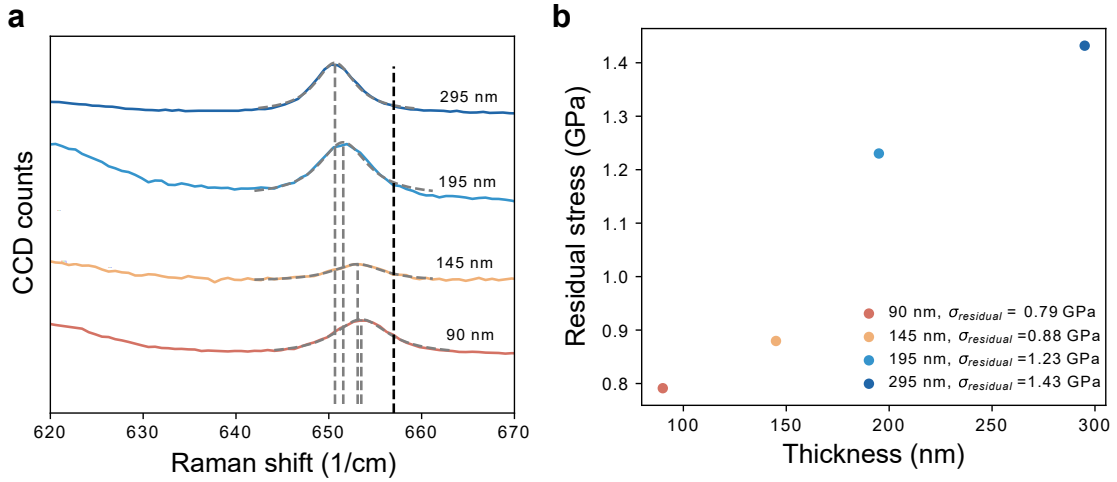 a
295 nm
195 nm
145 nm
90 nm
CCD counts
620 630 640 650 660 670
Raman shift (1/cm)
b
1.4
1.3
1.2
1.1
1.0
0.9
0.8
Residual stress (GPa)
90 nm, σresidual = 0.79 GPa
145 nm, σresidual =0.88 GPa
195 nm, σresidual =1.23 GPa
295 nm, σresidual =1.43 GPa
100 150 200 250 300
Thickness (nm)